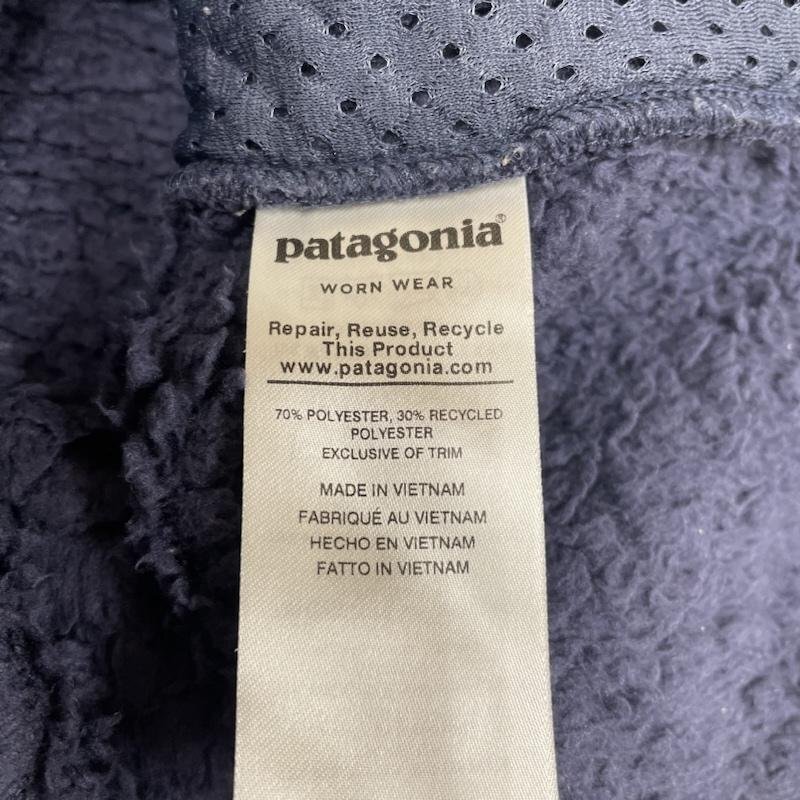 patagonia®
WORN WEAR
Repair, Reuse, Recycle
This Product
www.patagonia.com
70% POLYESTER, 30% RECYCLED
POLYESTER
EXCLUSIVE OF TRIM
MADE IN VIETNAM
FABRIQUÉ AU VIETNAM
HECHO EN VIETNAM
FATTO IN VIETNAM